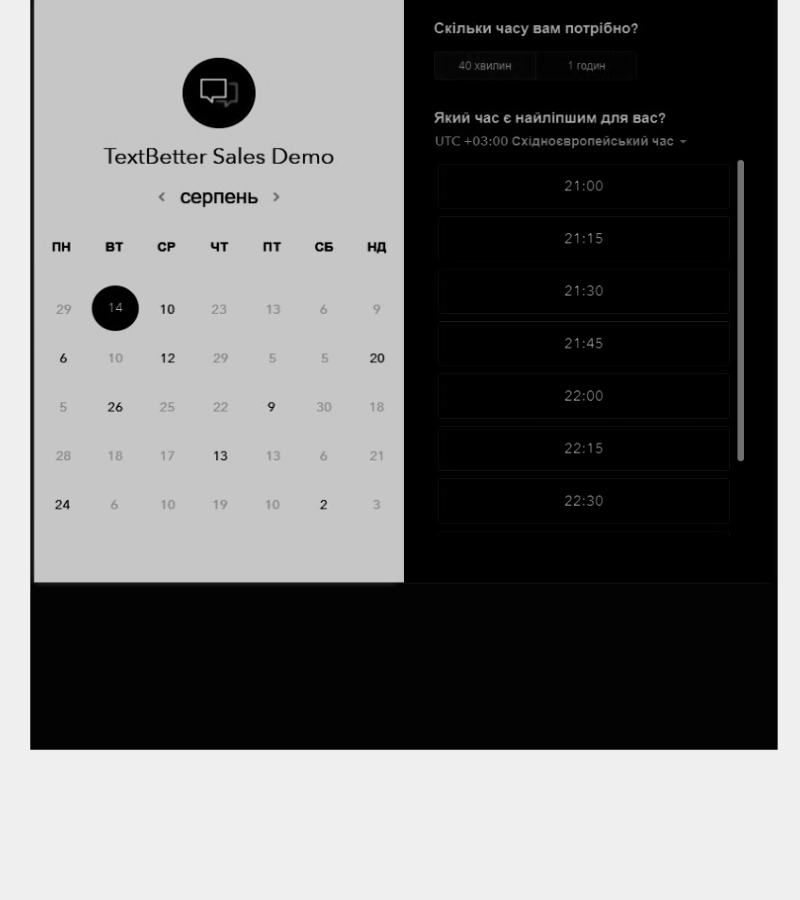 TextBetter Sales Demo
серпень
ПН ВТ СР ЧТ ПТ СБ НД
29 14 10 23 13 6 9
6 10 12 29 5 5 20
5 26 25 22 9 30 18
28 18 17 13 13 6 21
24 6 10 19 10 2 3
Скільки часу вам потрібно?
40 хвилин 1 годин
Який час є найліпшим для вас?
UTC +03:00 Східноєвропейський час
21:00
21:15
21:30
21:45
22:00
22:15
22:30